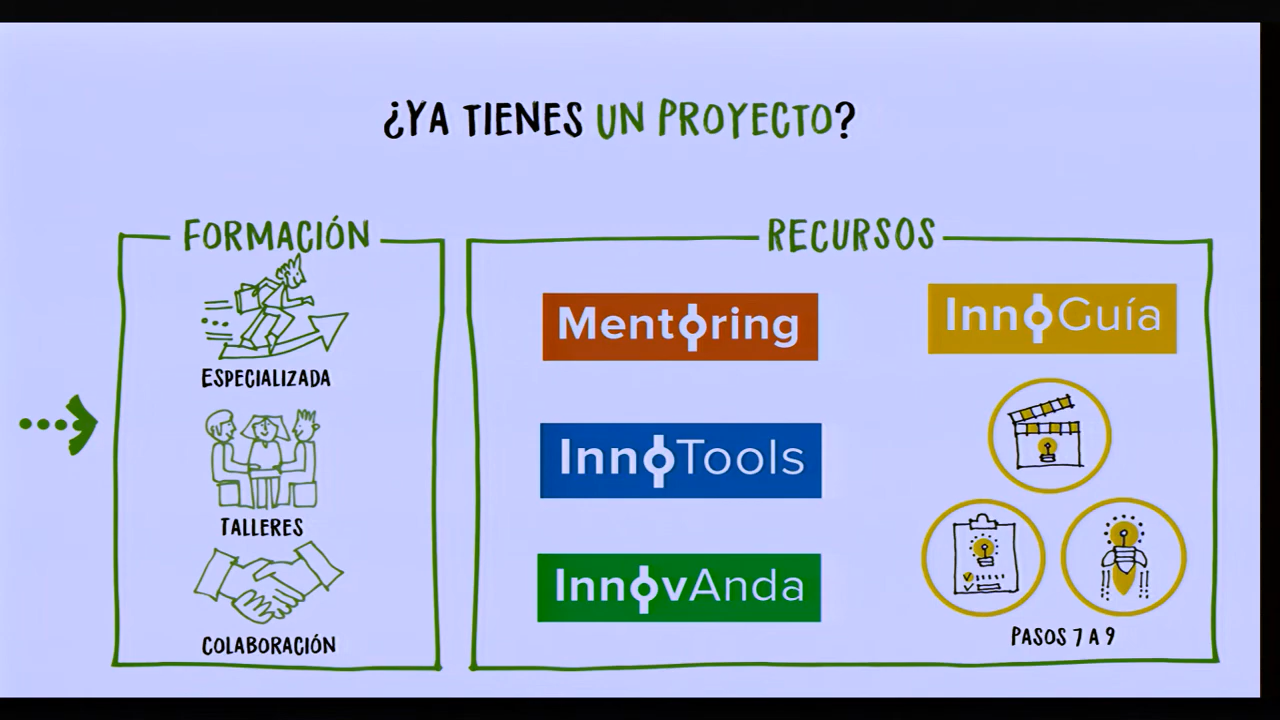 ¿YA TIENES UN PROYECTO?
FORMACIÓN
ESPECIALIZADA
TALLERES
COLABORACIÓN
RECURSOS
Mentoring
InnoTools
InnovAnda
InnoGuía
PASOS 7 A 9